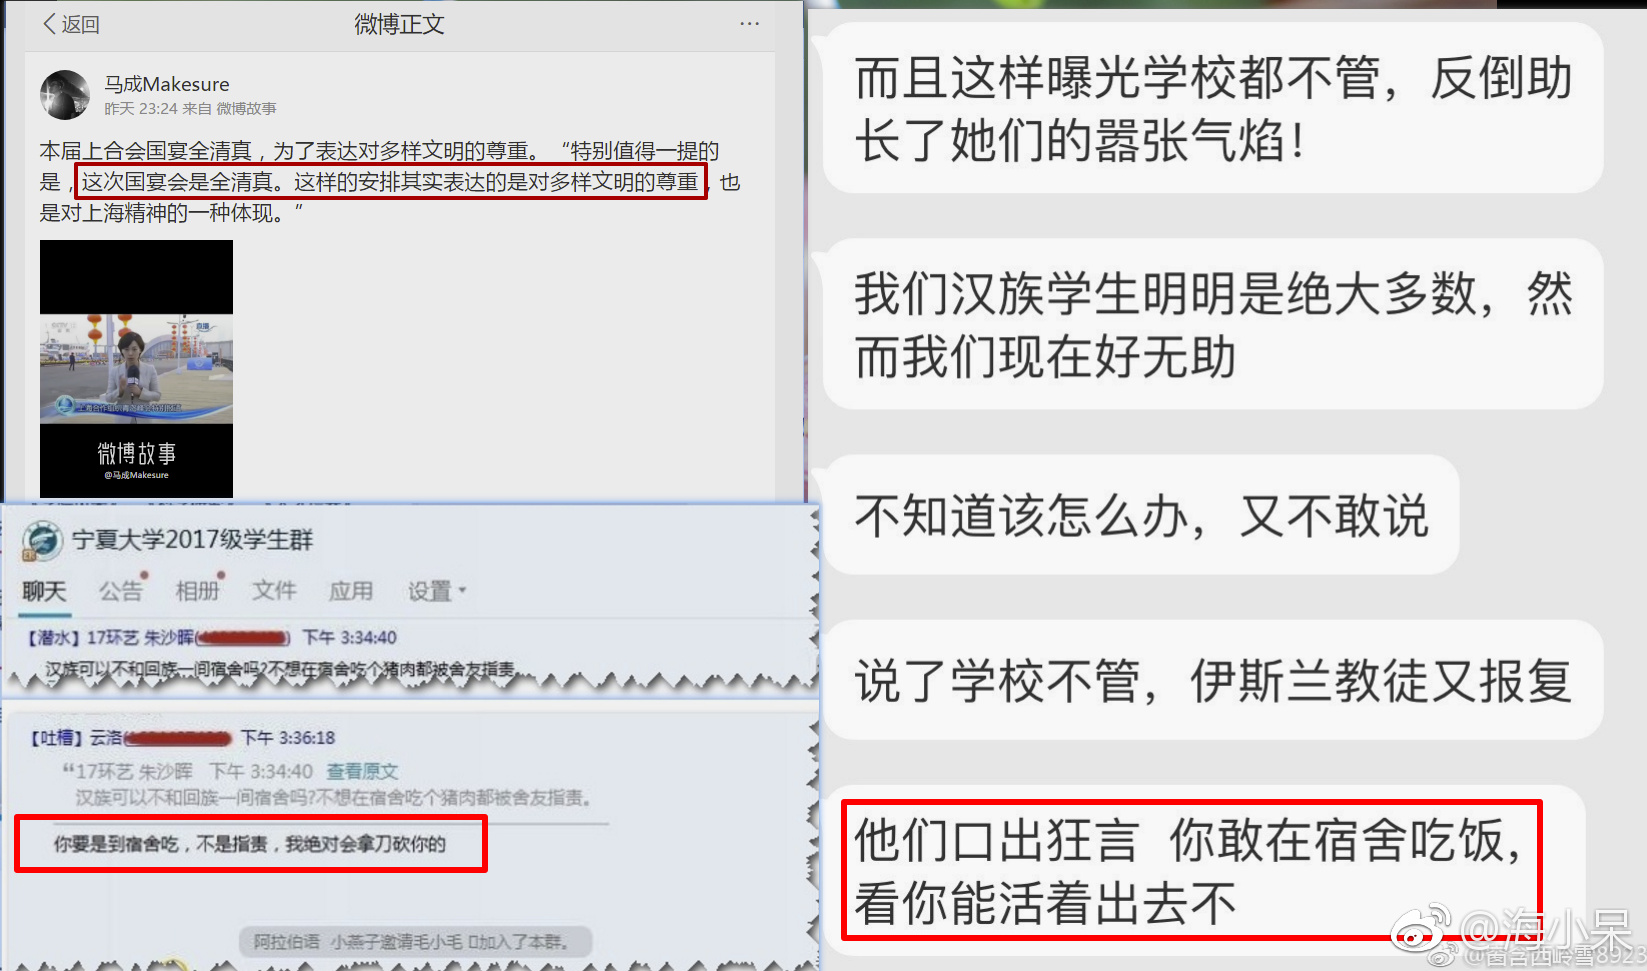 返回
微博正文
...
马成Makesure
昨天 23:24 来自 微博故事
本届上合会国宴全清真，为了表达对多样文明的尊重。“特别值得一提的
是，这次国宴会是全清真。这样的安排其实表达的是对多样文明的尊重，也
是对上海精神的一种体现。”
微博故事
@马成Makesure
宁夏大学2017级学生群
聊天 公告 相册 文件 应用 设置
【潜水】17环艺 朱沙晖( ) 下午 3:34:40
汉族可以不和回族一间宿舍吗?不想在宿舍吃个猪肉都被舍友指责
【吐槽】云洛( ) 下午 3:36:18
“17环艺 朱沙晖 下午 3:34:40 查看原文
汉族可以不和回族一间宿舍吗?不想在宿舍吃个猪肉都被舍友指责。
你要是到宿舍吃，不是指责，我绝对会拿刀砍你的
阿拉伯语 小燕子邀请毛小毛 加入了本群。
而且这样曝光学校都不管，反倒助
长了她们的嚣张气焰！
我们汉族学生明明是绝大多数，然
而我们现在好无助
不知道该怎么办，又不敢说
说了学校不管，伊斯兰教徒又报复
他们口出狂言 你敢在宿舍吃饭，
看你能活着出去不
@海小呆
@窗含西岭雪8923